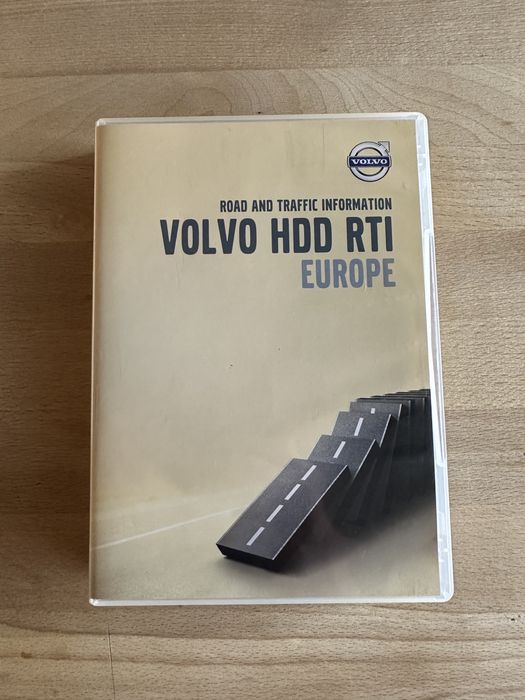 VOLVO
ROAD AND TRAFFIC INFORMATION
VOLVO HDD RTI
EUROPE